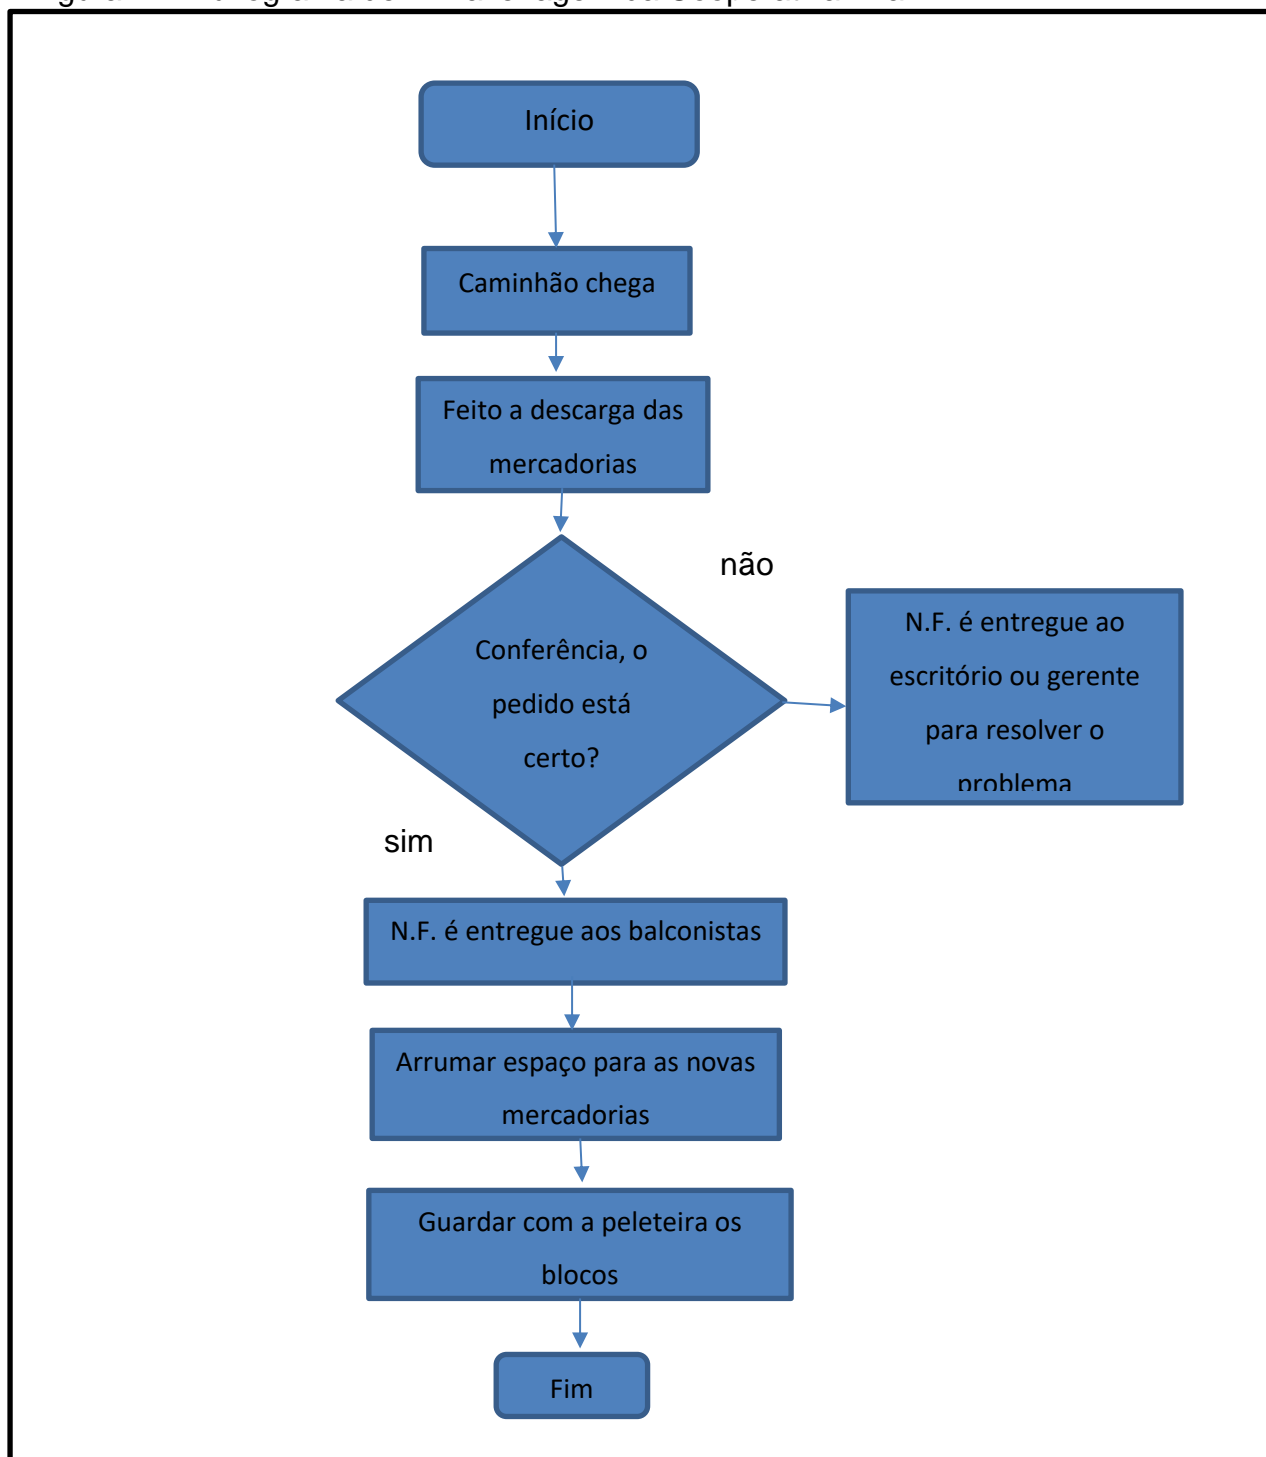 Início
Caminhão chega
Feito a descarga das
mercadorias
não
Conferência, o
pedido está
certo?
N.F. é entregue ao
escritório ou gerente
para resolver o
problema
sim
N.F. é entregue aos balconistas
Arrumar espaço para as novas
mercadorias
Guardar com a peleteira os
blocos
Fim